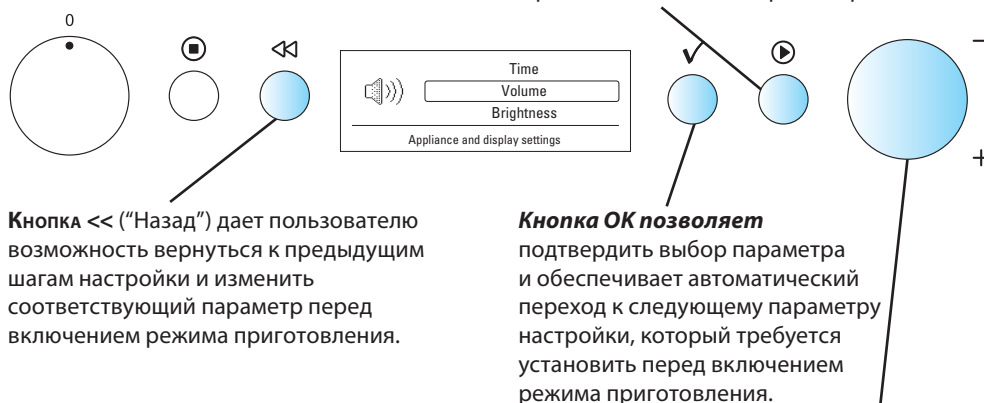 0
Time
Volume
Brightness
Appliance and display settings
−
+
Кнопка << (“Назад”) дает пользователю
возможность вернуться к предыдущим
шагам настройки и изменить
соответствующий параметр перед
включением режима приготовления.
Кнопка OK позволяет
подтвердить выбор параметра
и обеспечивает автоматический
переход к следующему параметру
настройки, который требуется
установить перед включением
режима приготовления.